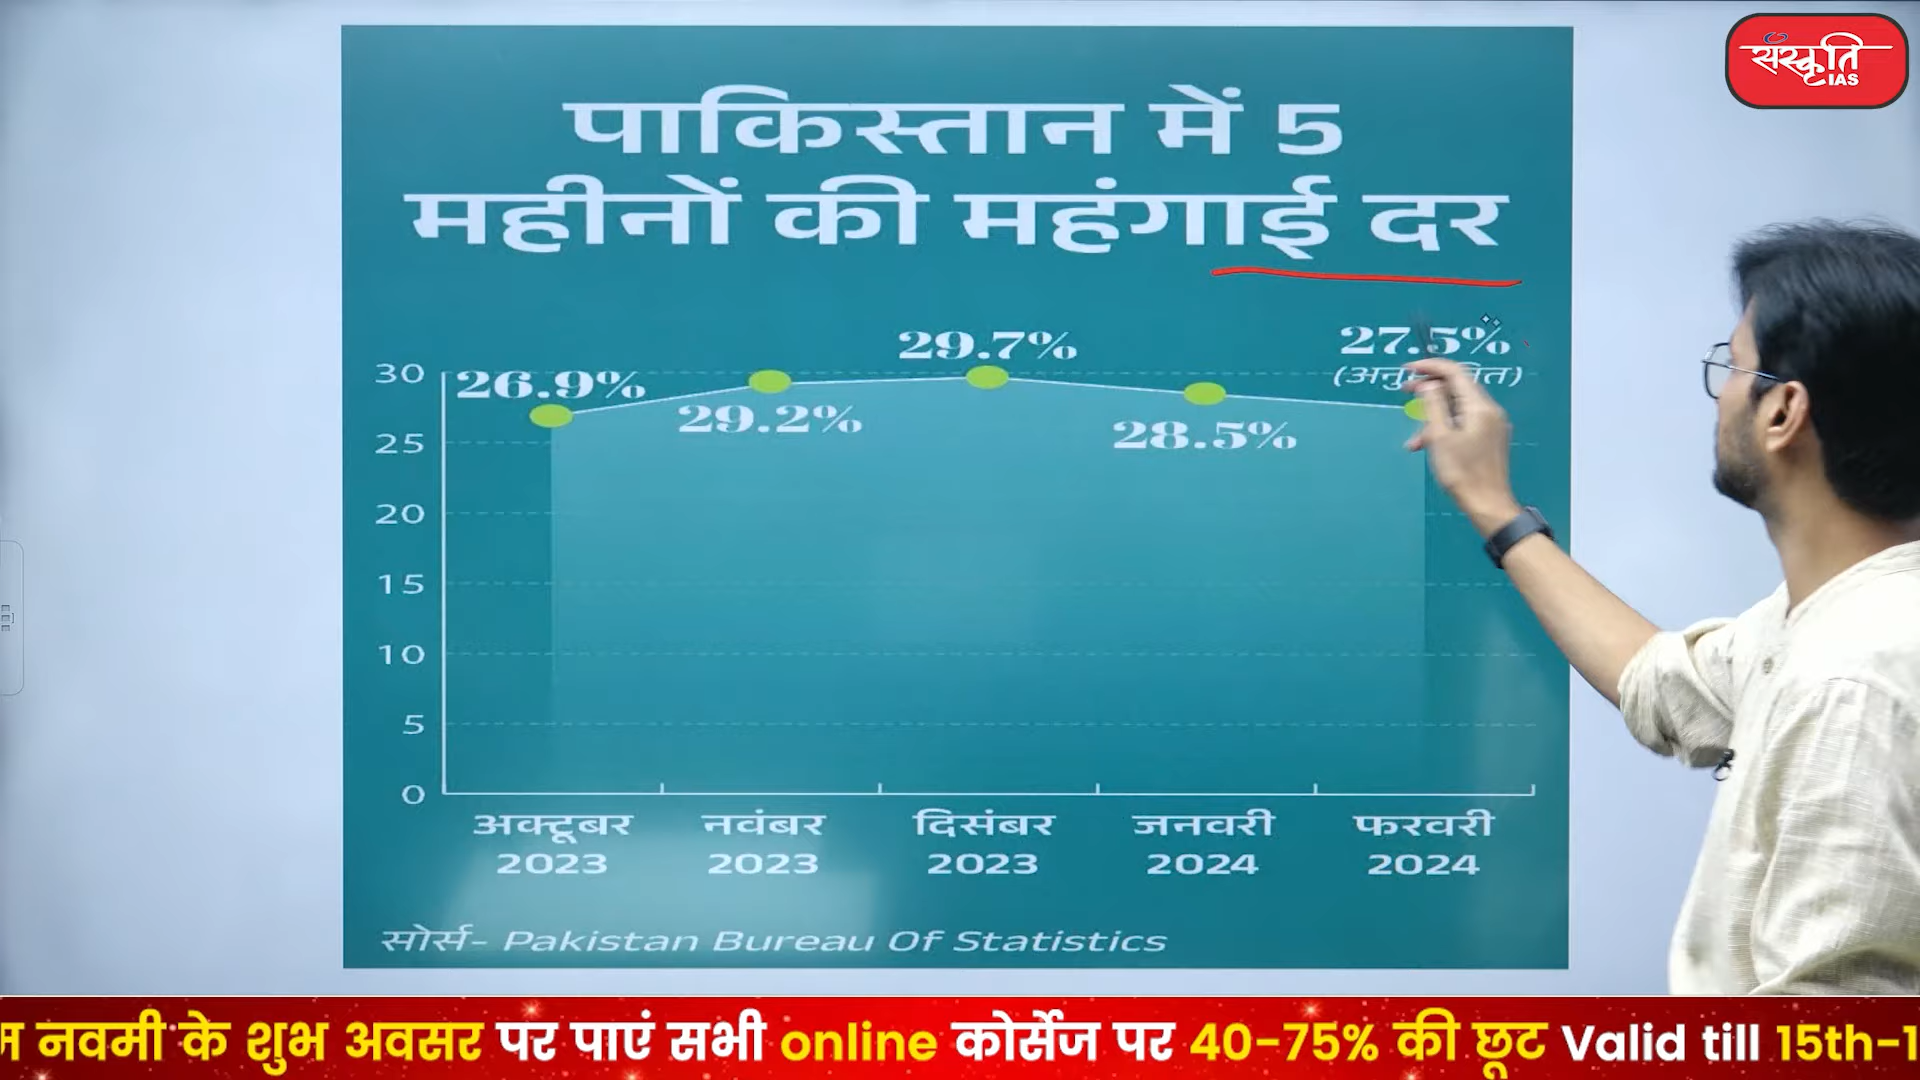 संस्कृति
IAS
पाकिस्तान में 5
महीनों की महंगाई दर
26.9%
29.2%
29.7%
28.5%
27.5%
30
25
20
15
10
5
0
अक्टूबर
2023
नवंबर
2023
दिसंबर
2023
जनवरी
2024
फरवरी
2024
सोर्स- Pakistan Bureau Of Statistics
नवमी के शुभ अवसर पर पाएं सभी online कोर्सेज पर 40-75% की छूट Valid till 15th-1